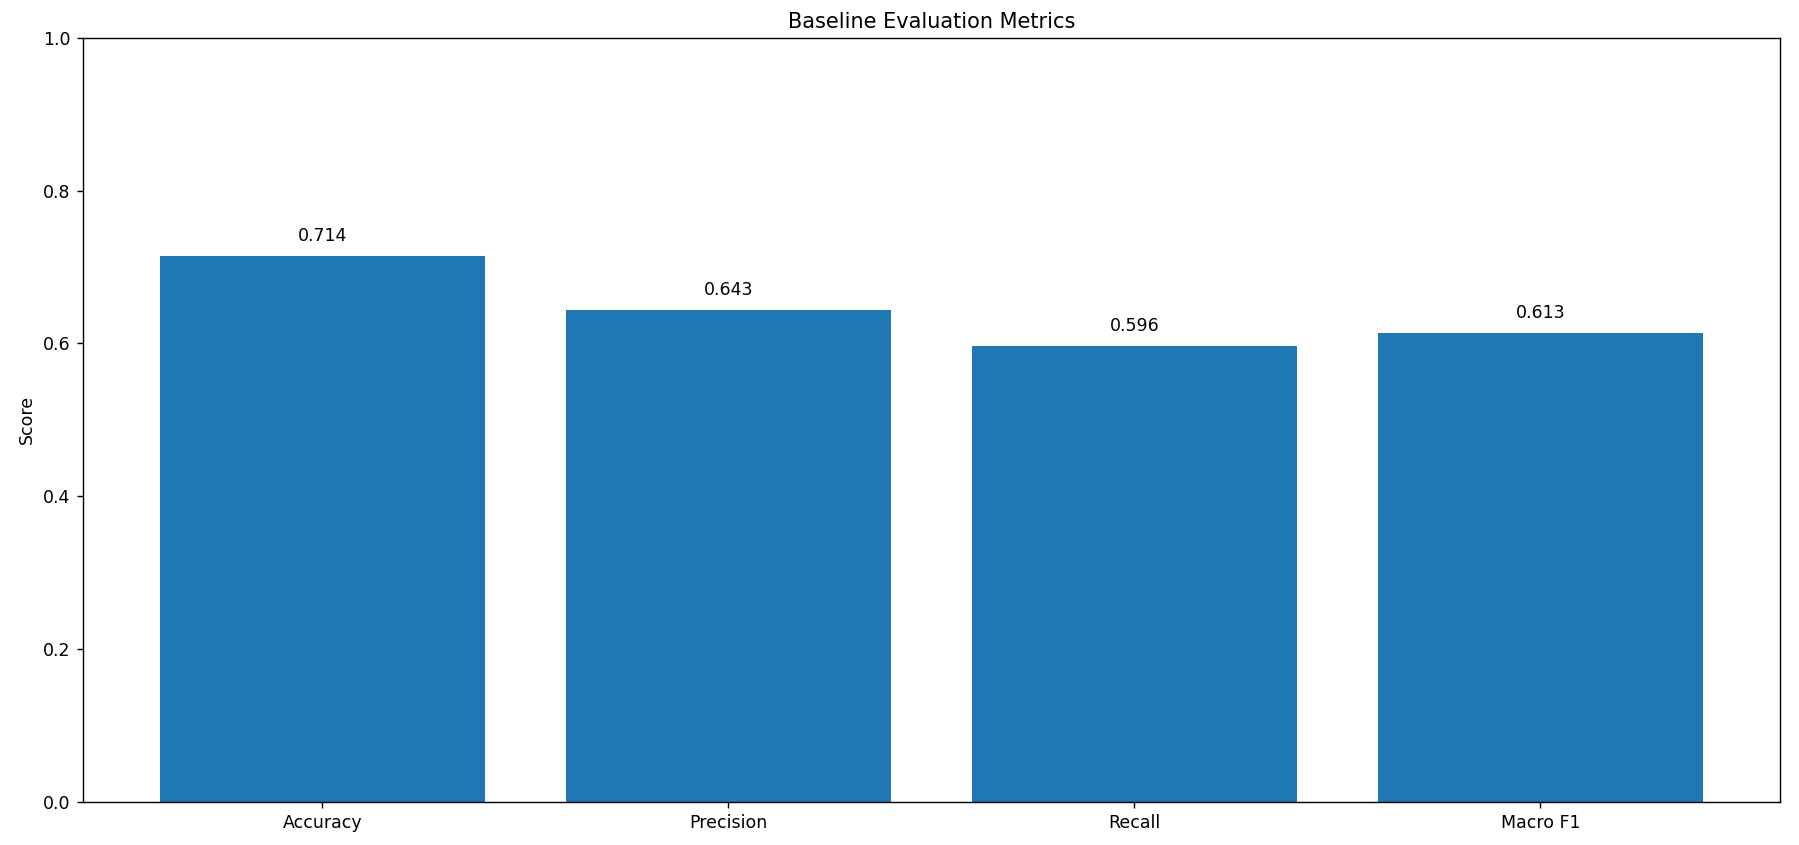 Baseline Evaluation Metrics
1.0
0.8
0.6
0.4
0.2
0.0
Score
0.714
0.643
0.596
0.613
Accuracy
Precision
Recall
Macro F1